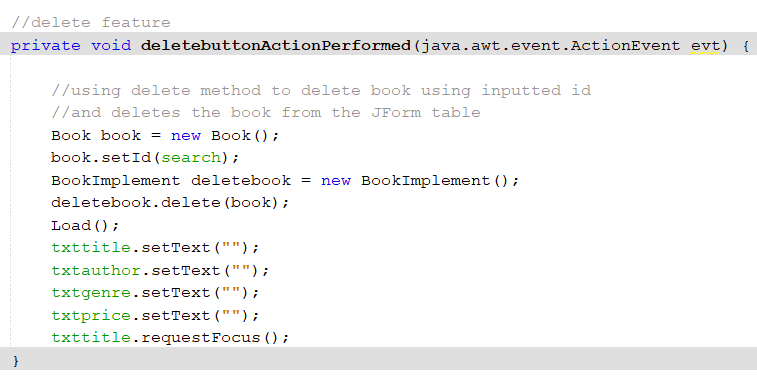 //delete feature
private void deletebuttonActionPerformed(java.awt.event.ActionEvent evt) {
//using delete method to delete book using inputted id
//and deletes the book from the JForm table
Book book = new Book();
book.setId(search);
BookImplement deletebook = new BookImplement();
deletebook.delete(book);
Load();
txttitle.setText("");
txtauthor.setText("");
txtgenre.setText("");
txtprice.setText("");
txttitle.requestFocus();
}